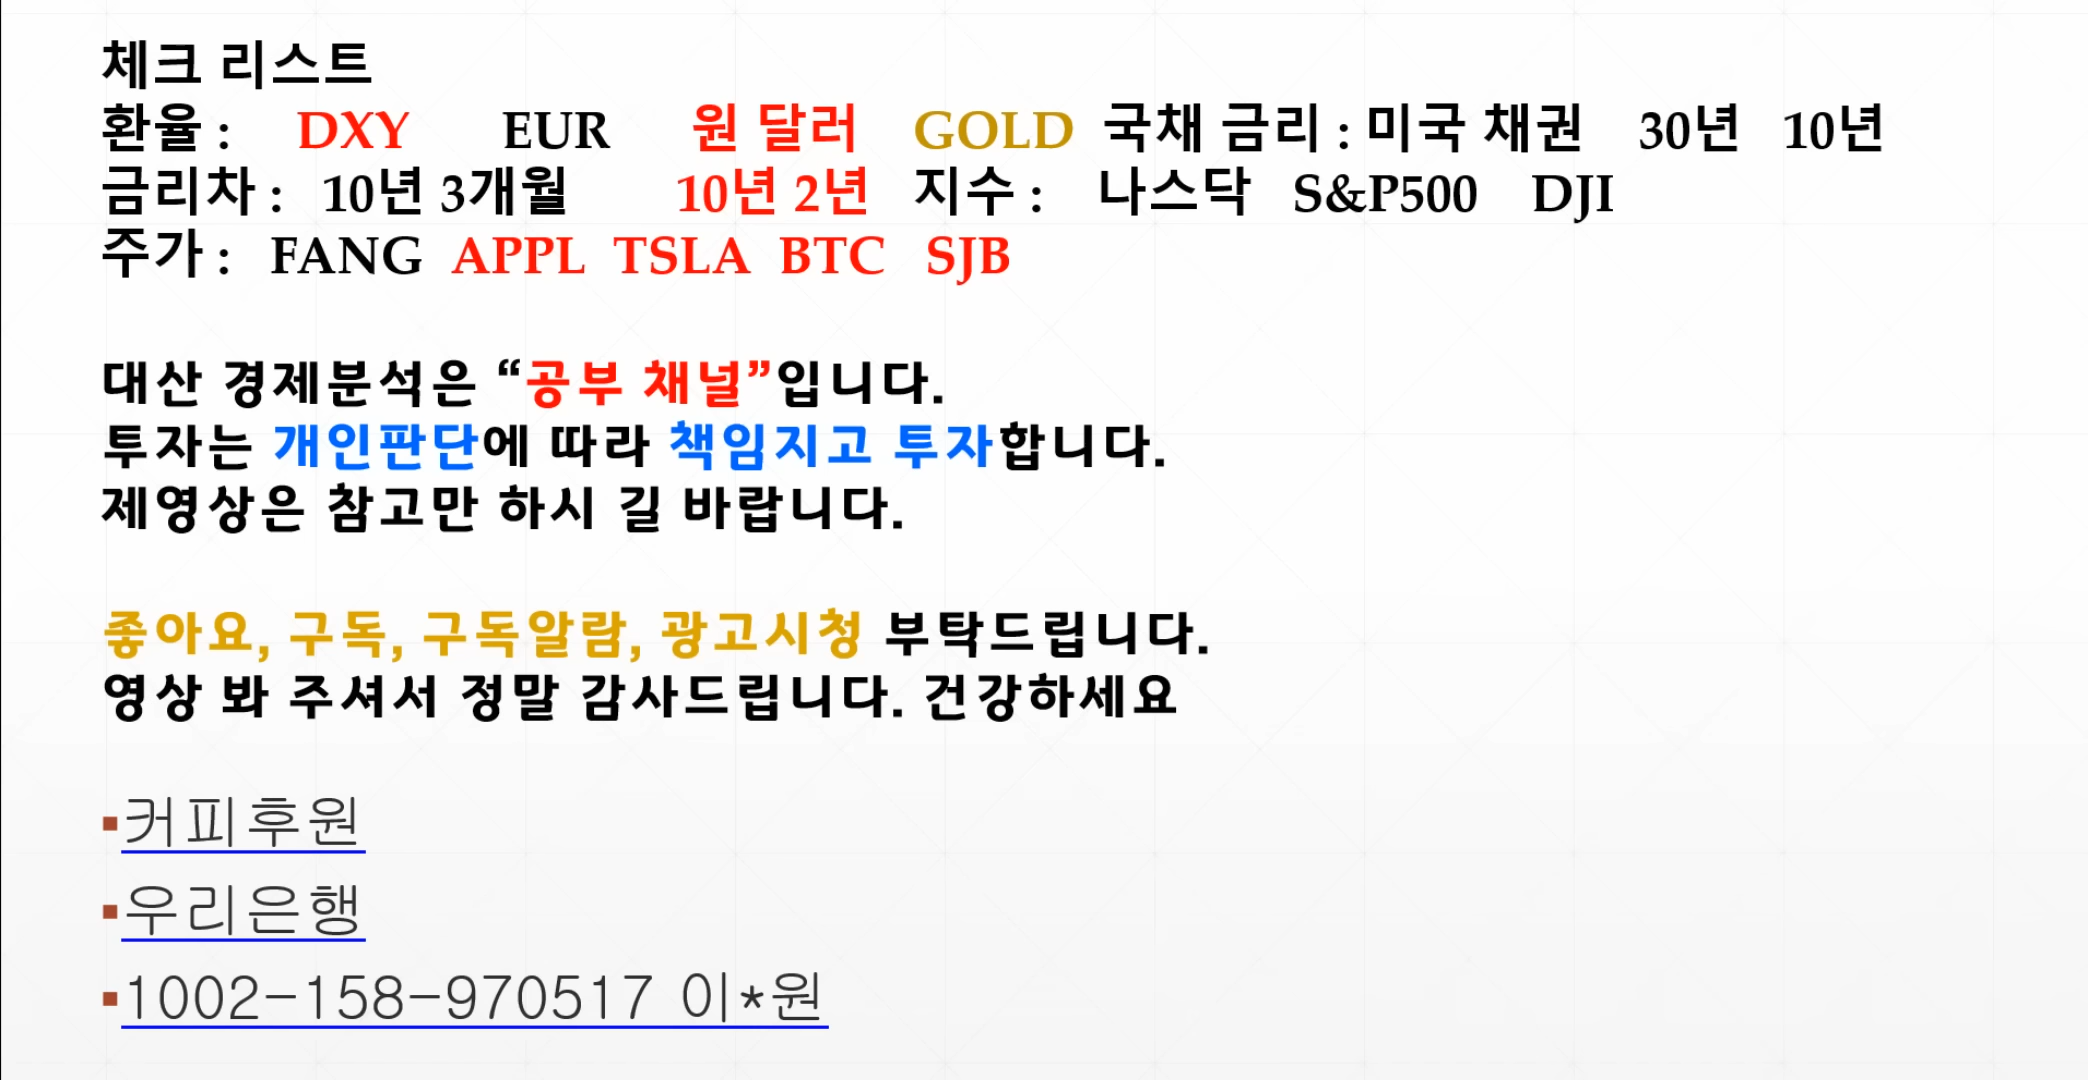 체크 리스트
환율 : DXY EUR 원 달러 GOLD 국채 금리 : 미국 채권 30년 10년
금리차 : 10년 3개월 10년 2년 지수 : 나스닥 S&P500 DJI
주가 : FANG APPL TSLA BTC SJB
대산 경제분석은 “공부 채널”입니다.
투자는 개인판단에 따라 책임지고 투자합니다.
제영상은 참고만 하시 길 바랍니다.
좋아요, 구독, 구독알람, 광고시청 부탁드립니다.
영상 봐 주셔서 정말 감사드립니다. 건강하세요
▪커피후원
▪우리은행
▪1002-158-970517 이*원